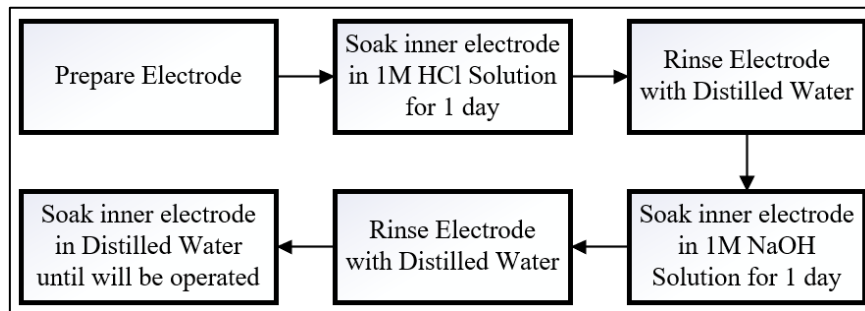 Prepare Electrode
Soak inner electrode
in 1M HCl Solution
for 1 day
Rinse Electrode
with Distilled Water
Soak inner electrode
in 1M NaOH
Solution for 1 day
Rinse Electrode
with Distilled Water
Soak inner electrode
in Distilled Water
until will be operated